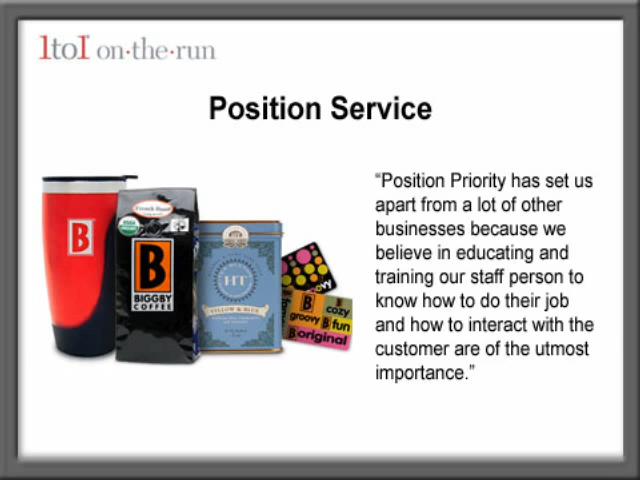 1to1 on·the·run
Position Service
“Position Priority has set us
apart from a lot of other
businesses because we
believe in educating and
training our staff person to
know how to do their job
and how to interact with the
customer are of the utmost
importance.”
B
French Roast
USDA
B
BIGGBY
COFFEE
HT
YELLOW & BLUE
B cozy
groovy B fun
B original